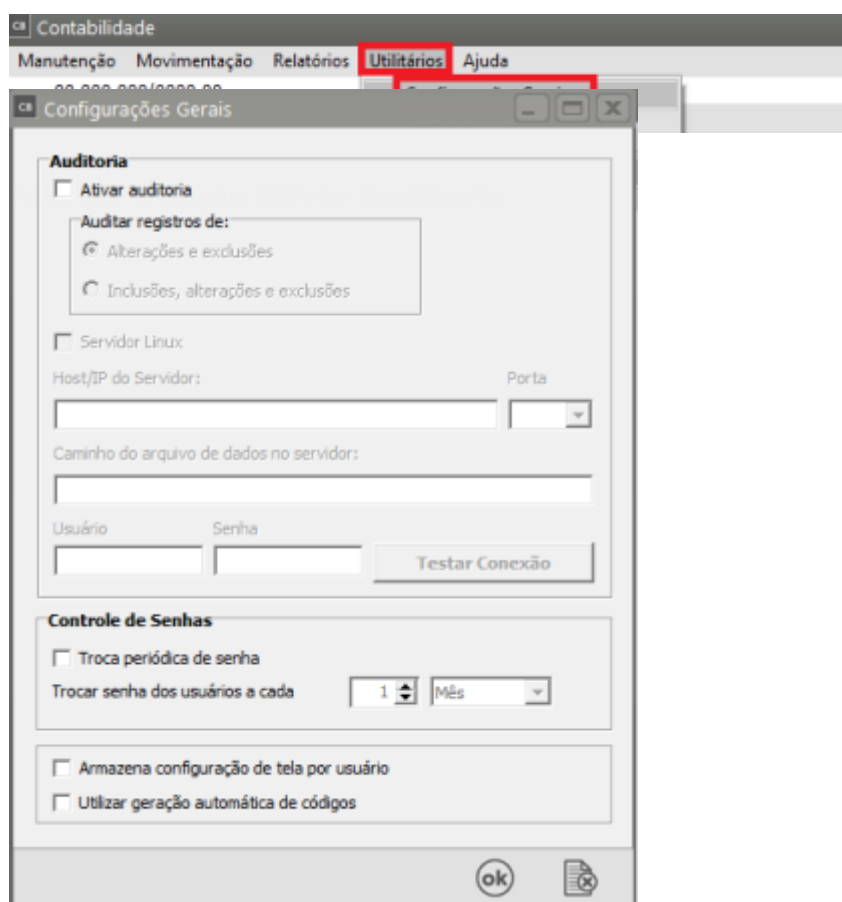 CB Contabilidade
Manutenção Movimentação Relatórios Utilitários Ajuda
CB Configurações Gerais
Auditoria
Ativar auditoria
Auditar registros de:
Alterações e exclusões
Inclusões, alterações e exclusões
Servidor Linux
Host/IP do Servidor: Porta
Caminho do arquivo de dados no servidor:
Usuário Senha
Testar Conexão
Controle de Senhas
Troca periódica de senha
Trocar senha dos usuários a cada 1 Mês
Armazena configuração de tela por usuário
Utilizar geração automática de códigos
ok